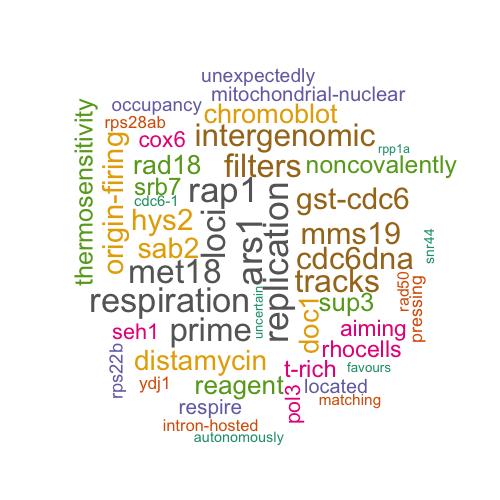 unexpectedly
mitochondrial-nuclear
occupancy
chromoblot
rps28ab
cox6
intergenomic
rpp1a
thermosensitivity
origin-firing
rad18
filters
noncovalently
srb7
cdc6-1
rap1
gst-cdc6
hys2
loci
ars1
replication
mms19
snr44
sab2
met18
cdc6dna
tracks
respiration
uncertain
sup3
rad50
pressing
prime
doc1
aiming
seh1
rhocells
rps22b
distamycin
t-rich
favours
ydj1
reagent
pol3
located
matching
respire
intron-hosted
autonomously